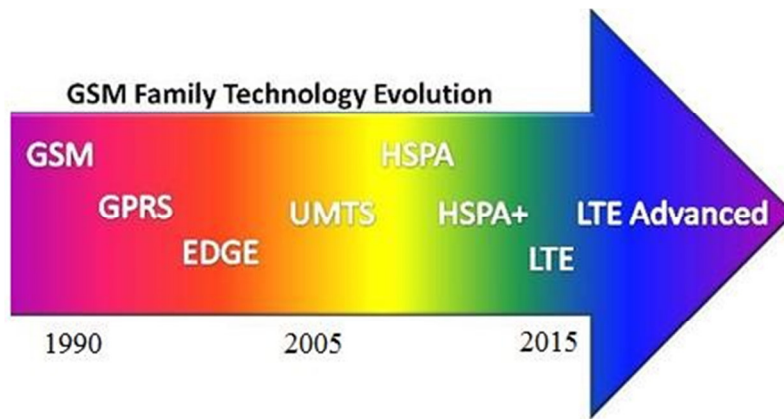 GSM Family Technology Evolution
GSM
HSPA
GPRS
UMTS
HSPA+
LTE Advanced
EDGE
LTE
1990
2005
2015